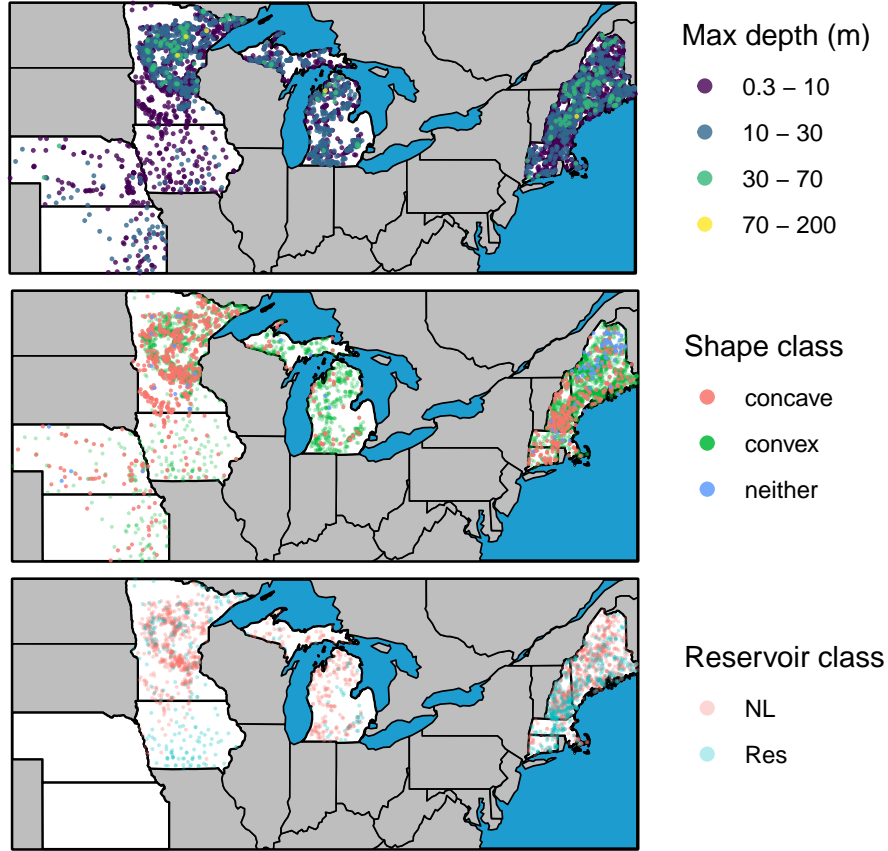 Max depth (m)
0.3 − 10
10 − 30
30 − 70
70 − 200
Shape class
concave
convex
neither
Reservoir class
NL
Res